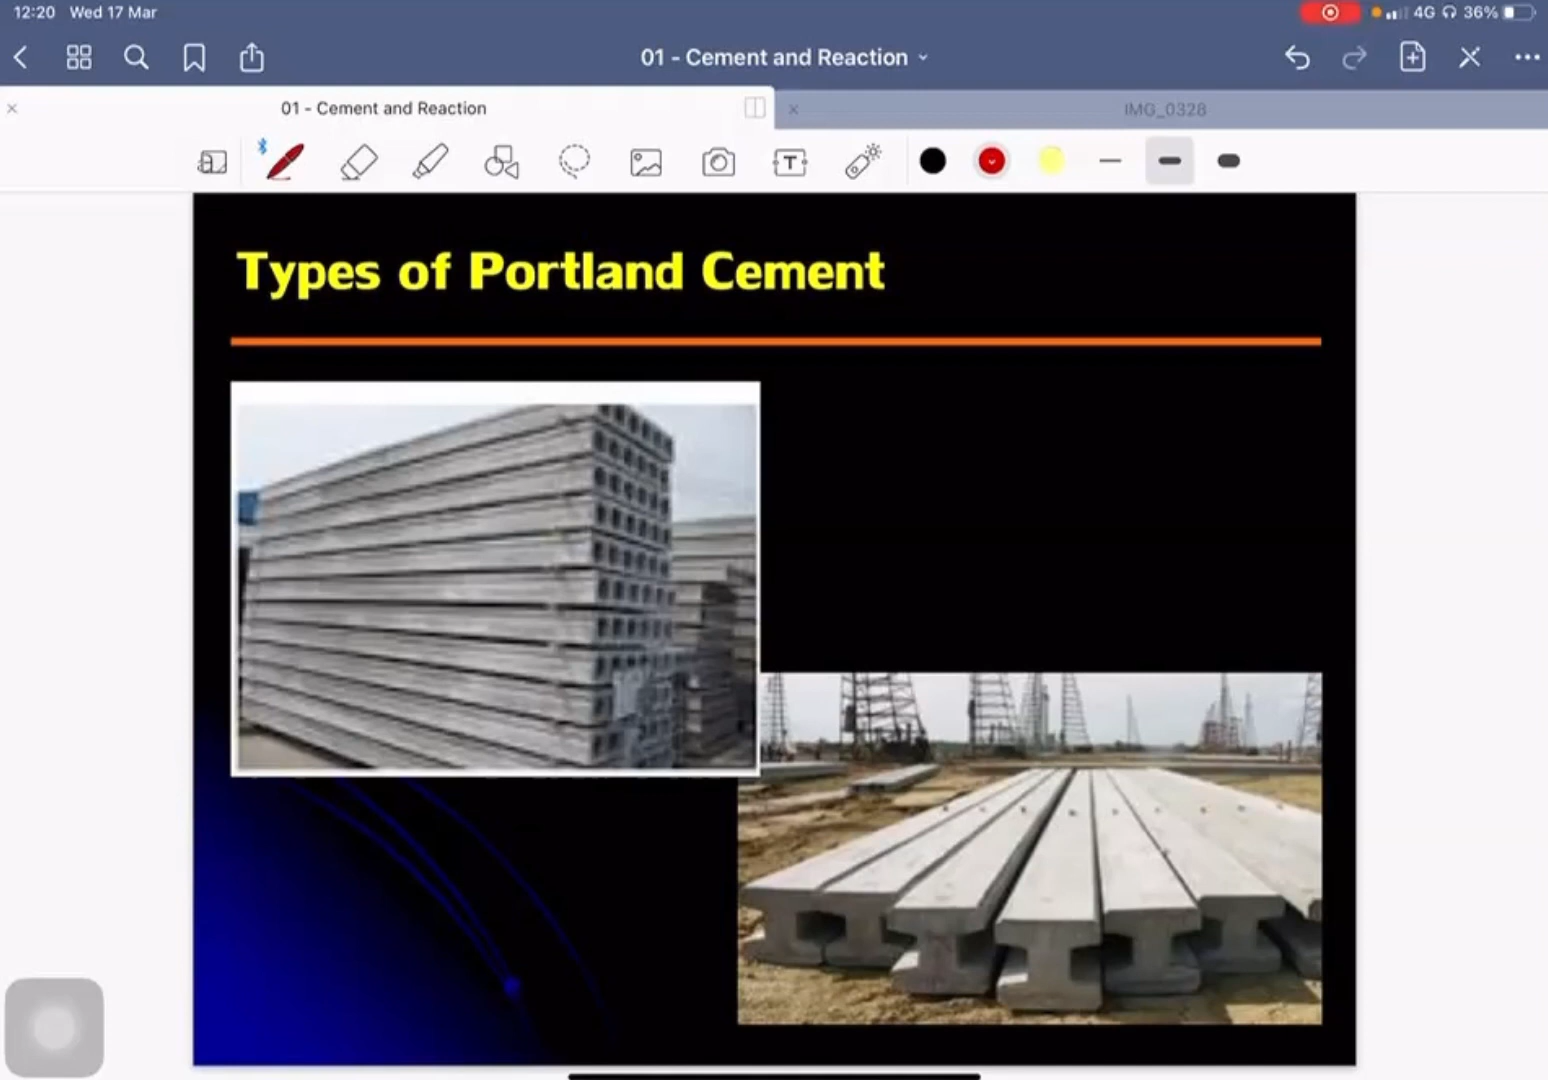 12:20 Wed 17 Mar
4G 36%
01 - Cement and Reaction
01 - Cement and Reaction
IMG_0328
T
Types of Portland Cement